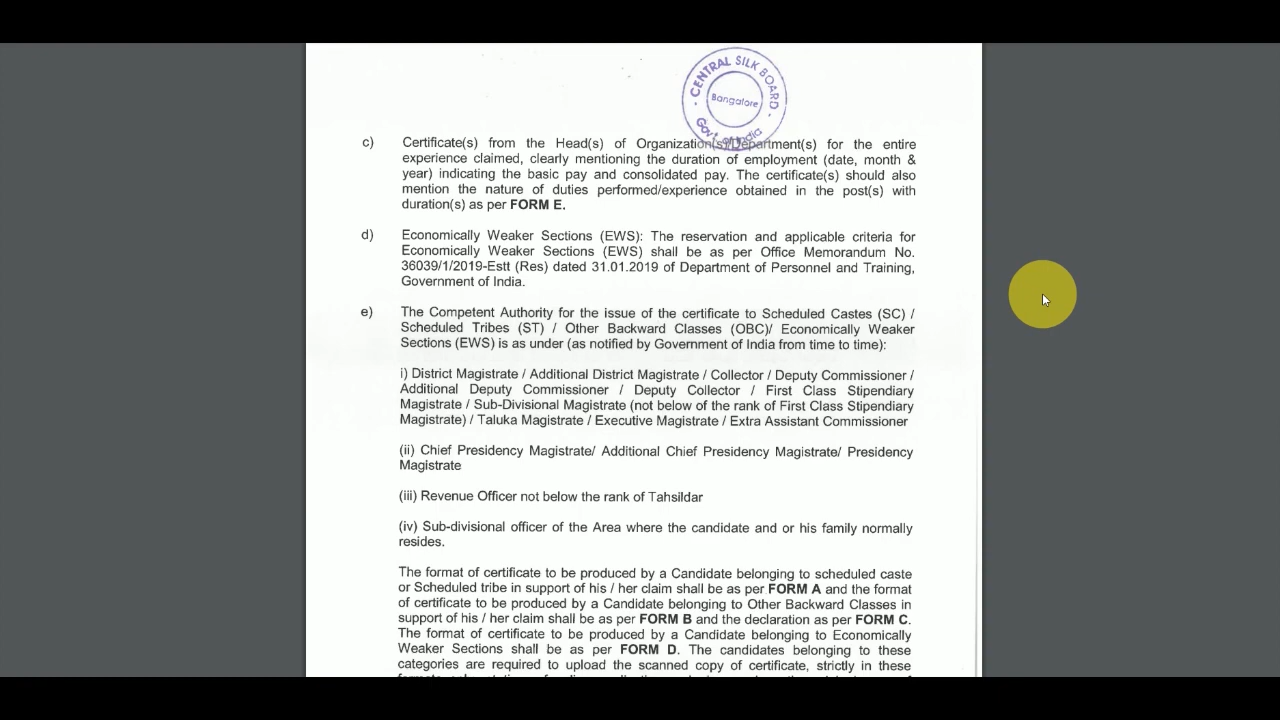 CENTRAL SILK BOARD
Bangalore
Govt. of India
c) Certificate(s) from the Head(s) of Organization(s)/Department(s) for the entire
experience claimed, clearly mentioning the duration of employment (date, month &
year) indicating the basic pay and consolidated pay. The certificate(s) should also
mention the nature of duties performed/experience obtained in the post(s) with
duration(s) as per FORM E.
d) Economically Weaker Sections (EWS): The reservation and applicable criteria for
Economically Weaker Sections (EWS) shall be as per Office Memorandum No.
36039/1/2019-Estt (Res) dated 31.01.2019 of Department of Personnel and Training,
Government of India.
e) The Competent Authority for the issue of the certificate to Scheduled Castes (SC) /
Scheduled Tribes (ST) / Other Backward Classes (OBC)/ Economically Weaker
Sections (EWS) is as under (as notified by Government of India from time to time):
i) District Magistrate / Additional District Magistrate / Collector / Deputy Commissioner /
Additional Deputy Commissioner / Deputy Collector / First Class Stipendiary
Magistrate / Sub-Divisional Magistrate (not below of the rank of First Class Stipendiary
Magistrate) / Taluka Magistrate / Executive Magistrate / Extra Assistant Commissioner
(ii) Chief Presidency Magistrate/ Additional Chief Presidency Magistrate/ Presidency
Magistrate
(iii) Revenue Officer not below the rank of Tahsildar
(iv) Sub-divisional officer of the Area where the candidate and or his family normally
resides.
The format of certificate to be produced by a Candidate belonging to scheduled caste
or Scheduled tribe in support of his / her claim shall be as per FORM A and the format
of certificate to be produced by a Candidate belonging to Other Backward Classes in
support of his / her claim shall be as per FORM B and the declaration as per FORM C.
The format of certificate to be produced by a Candidate belonging to Economically
Weaker Sections shall be as per FORM D. The candidates belonging to these
categories are required to upload the scanned copy of certificate, strictly in these